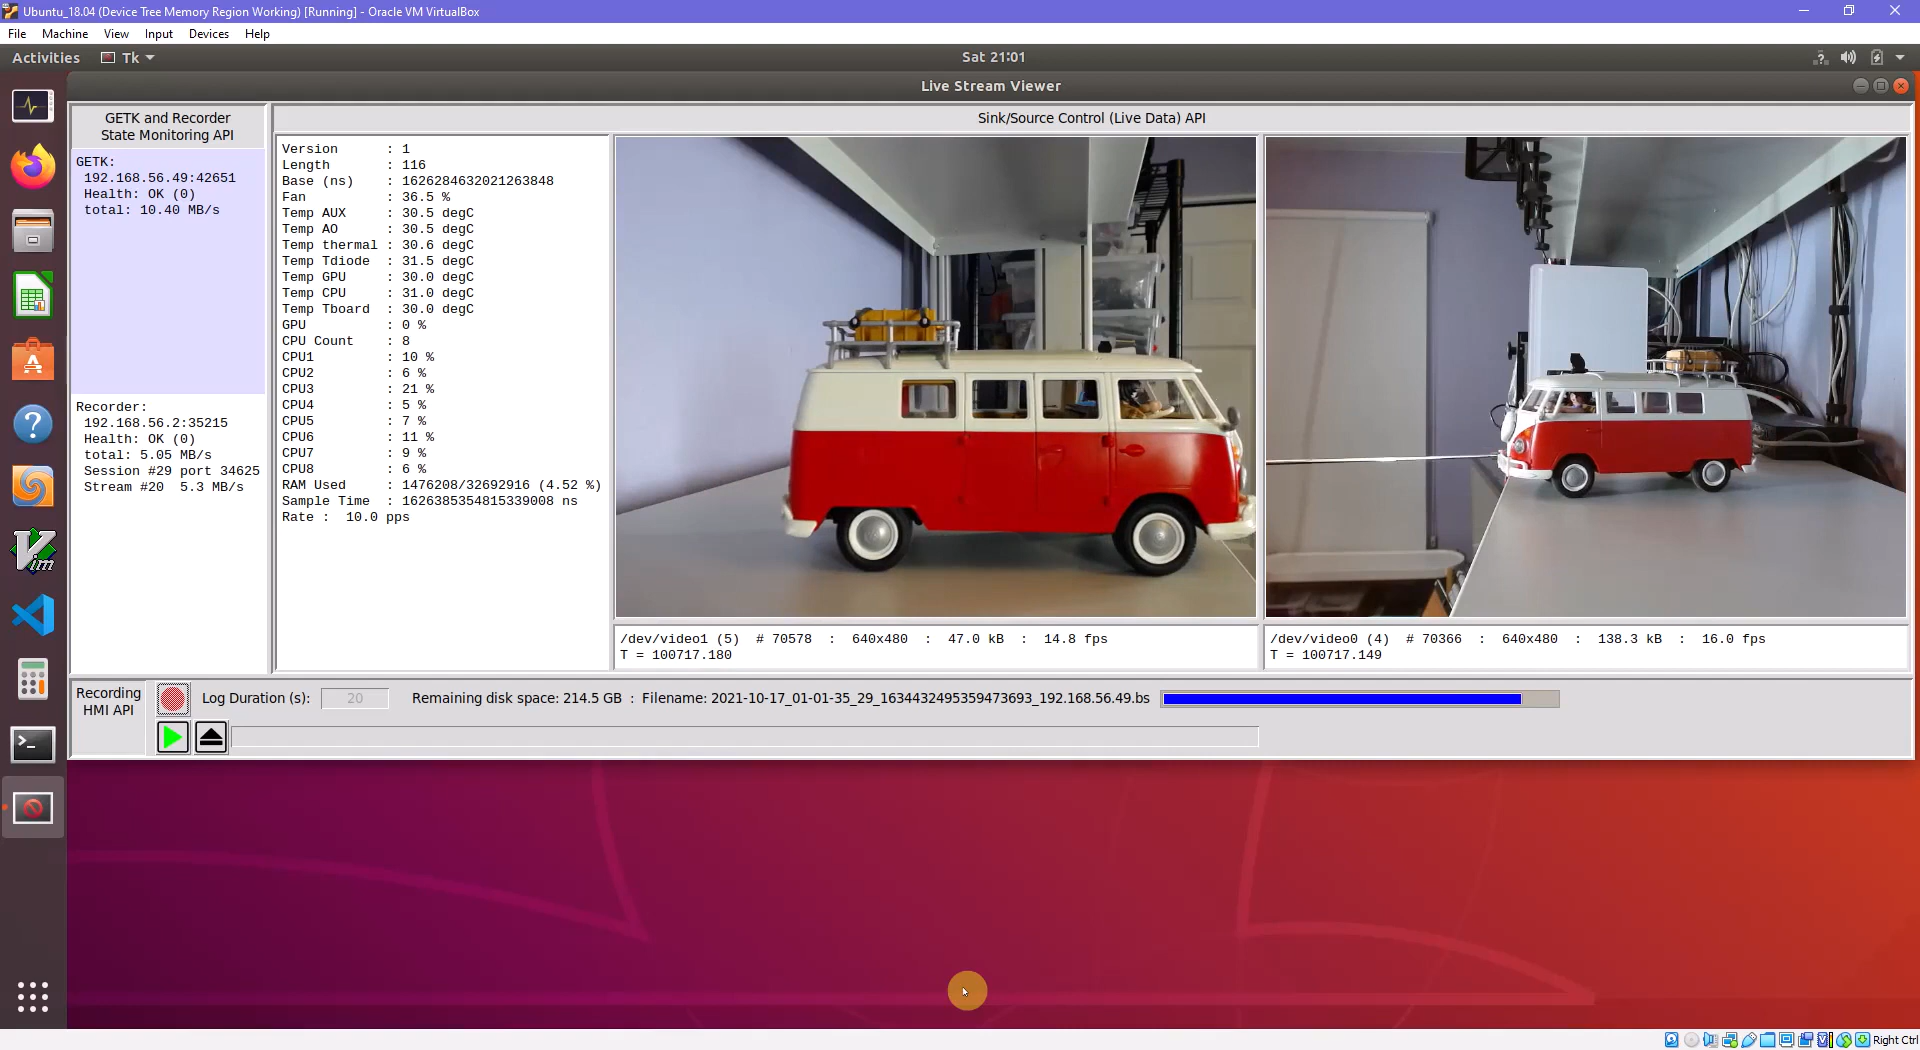 Ubuntu_18.04 (Device Tree Memory Region Working) [Running] - Oracle VM VirtualBox
File Machine View Input Devices Help
Activities Tk Sat 21:01
Live Stream Viewer
GETK and Recorder
State Monitoring API
GETK:
192.168.56.49:42651
Health: OK (0)
total: 10.40 MB/s
Recorder:
192.168.56.2:35215
Health: OK (0)
total: 5.05 MB/s
Session #29 port 34625
Stream #20 5.3 MB/s
Sink/Source Control (Live Data) API
Version : 1
Length : 116
Base (ns) : 1626284632021263848
Fan : 36.5 %
Temp AUX : 30.5 degC
Temp AO : 30.5 degC
Temp thermal : 30.6 degC
Temp Tdiode : 31.5 degC
Temp GPU : 30.0 degC
Temp CPU : 31.0 degC
Temp Tboard : 30.0 degC
GPU : 0 %
CPU Count : 8
CPU1 : 10 %
CPU2 : 6 %
CPU3 : 21 %
CPU4 : 5 %
CPU5 : 7 %
CPU6 : 11 %
CPU7 : 9 %
CPU8 : 6 %
RAM Used : 1476208/32692916 (4.52 %)
Sample Time : 1626385354815339008 ns
Rate : 10.0 pps
/dev/video1 (5) # 70578 : 640x480 : 47.0 kB : 14.8 fps
T = 100717.180
/dev/video0 (4) # 70366 : 640x480 : 138.3 kB : 16.0 fps
T = 100717.149
Recording
HMI API
Log Duration (s): 20 Remaining disk space: 214.5 GB : Filename: 2021-10-17_01-01-35_29_1634432495359473693_192.168.56.49.bs
Right Ctrl